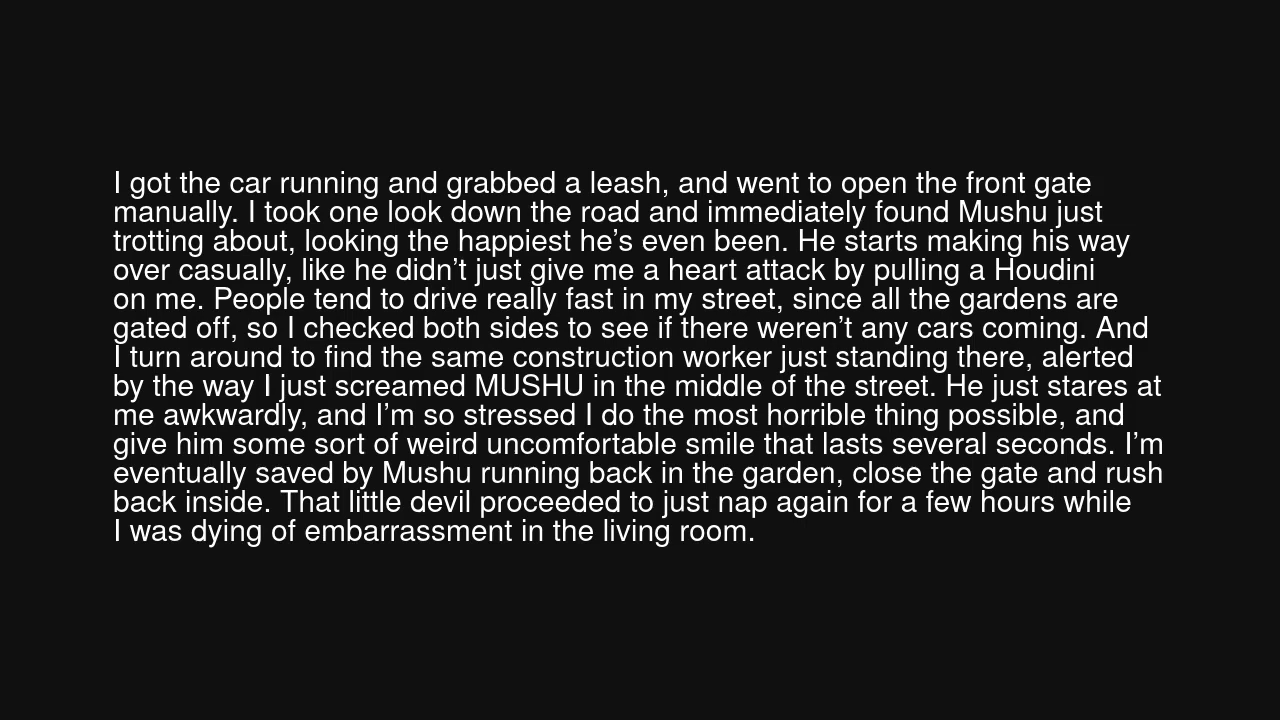 I got the car running and grabbed a leash, and went to open the front gate
manually. I took one look down the road and immediately found Mushu just
trotting about, looking the happiest he’s even been. He starts making his way
over casually, like he didn’t just give me a heart attack by pulling a Houdini
on me. People tend to drive really fast in my street, since all the gardens are
gated off, so I checked both sides to see if there weren’t any cars coming. And
I turn around to find the same construction worker just standing there, alerted
by the way I just screamed MUSHU in the middle of the street. He just stares at
me awkwardly, and I’m so stressed I do the most horrible thing possible, and
give him some sort of weird uncomfortable smile that lasts several seconds. I’m
eventually saved by Mushu running back in the garden, close the gate and rush
back inside. That little devil proceeded to just nap again for a few hours while
I was dying of embarrassment in the living room.